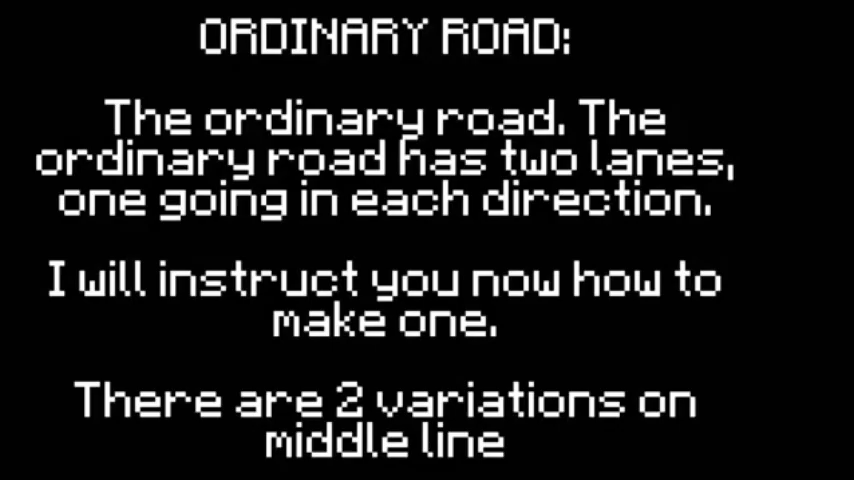 ORDINARY ROAD:
The ordinary road. The
ordinary road has two lanes,
one going in each direction.
I will instruct you now how to
make one.
There are 2 variations on
middle line